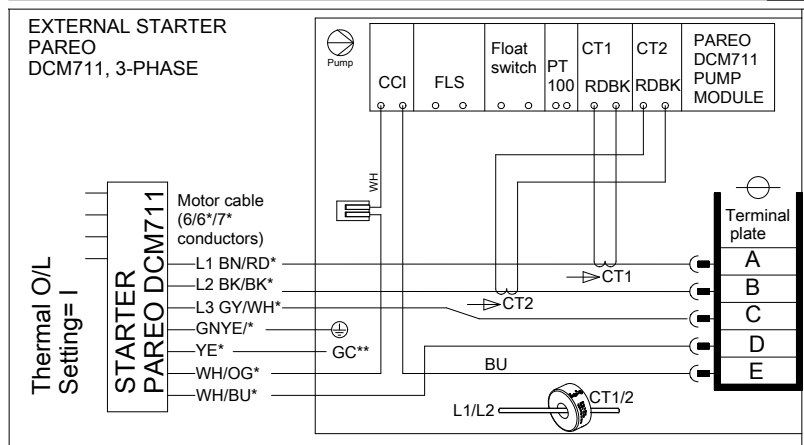 EXTERNAL STARTER
PAREO
DCM711, 3-PHASE
Pump
CCI
FLS
Float
switch
PT
100
CT1
RDBK
CT2
RDBK
PAREO
DCM711
PUMP
MODULE
WH
Thermal O/L
Setting= I
STARTER
PAREO DCM711
Motor cable
(6/6*/7*
conductors)
L1 BN/RD*
L2 BK/BK*
L3 GY/WH*
GNYE/*
YE*
GC**
WH/OG*
WH/BU*
CT1
CT2
BU
L1/L2
CT1/2
Terminal
plate
A
B
C
D
E